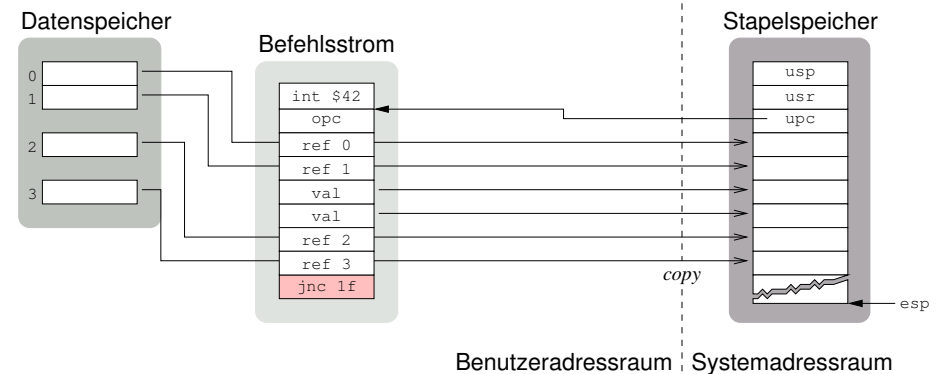 Datenspeicher
0
1
2
3
Befehlsstrom
int $42
opc
ref 0
ref 1
val
val
ref 2
ref 3
jnc 1f
Stapelspeicher
usp
usr
upc
copy
esp
Benutzeradressraum
Systemadressraum